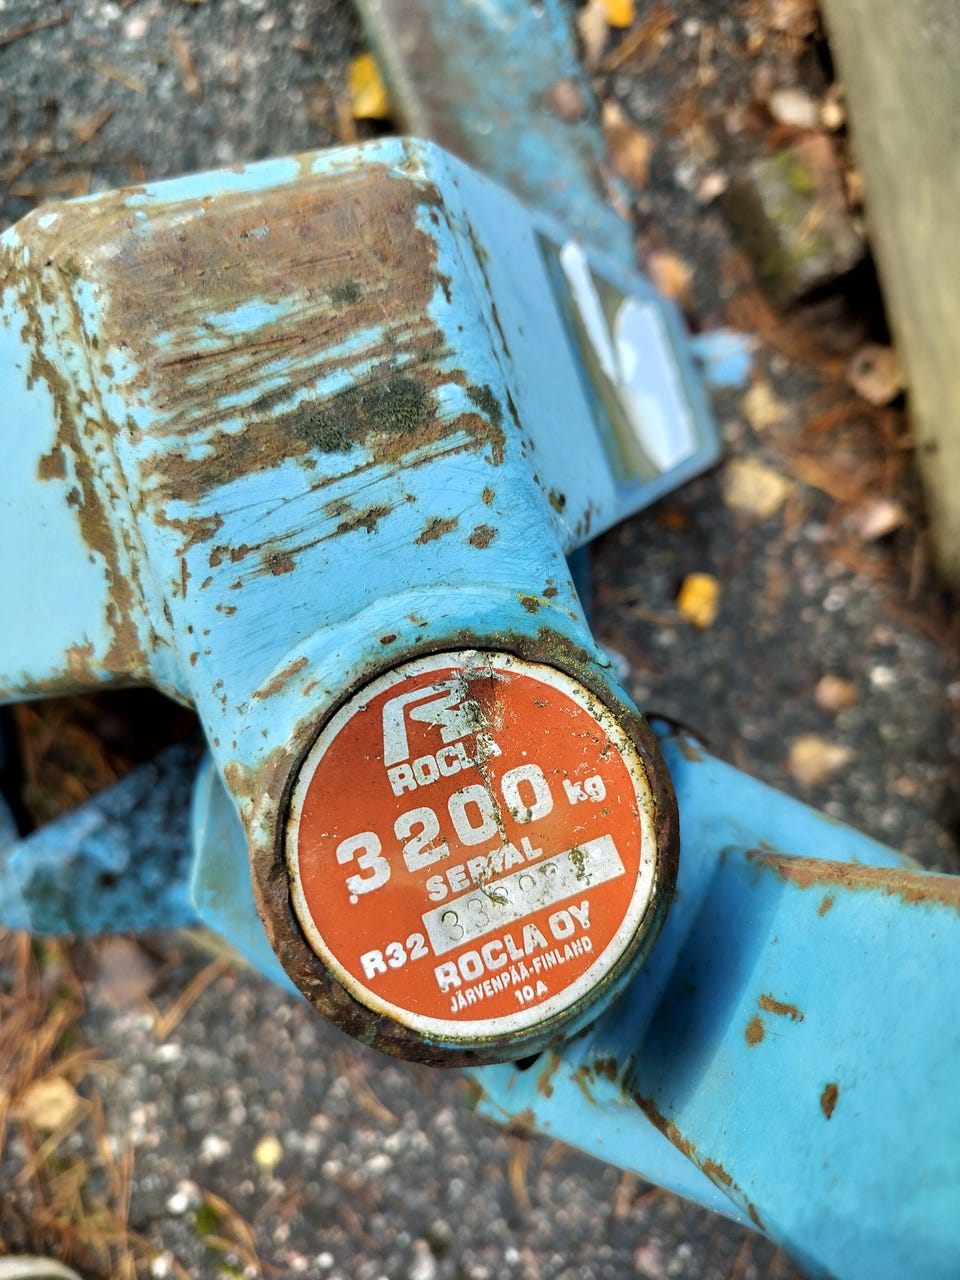 ROCLA
3200 kg
SERIAL
R32
ROCLA OY
JÄRVENPÄÄ-FINLAND
10A